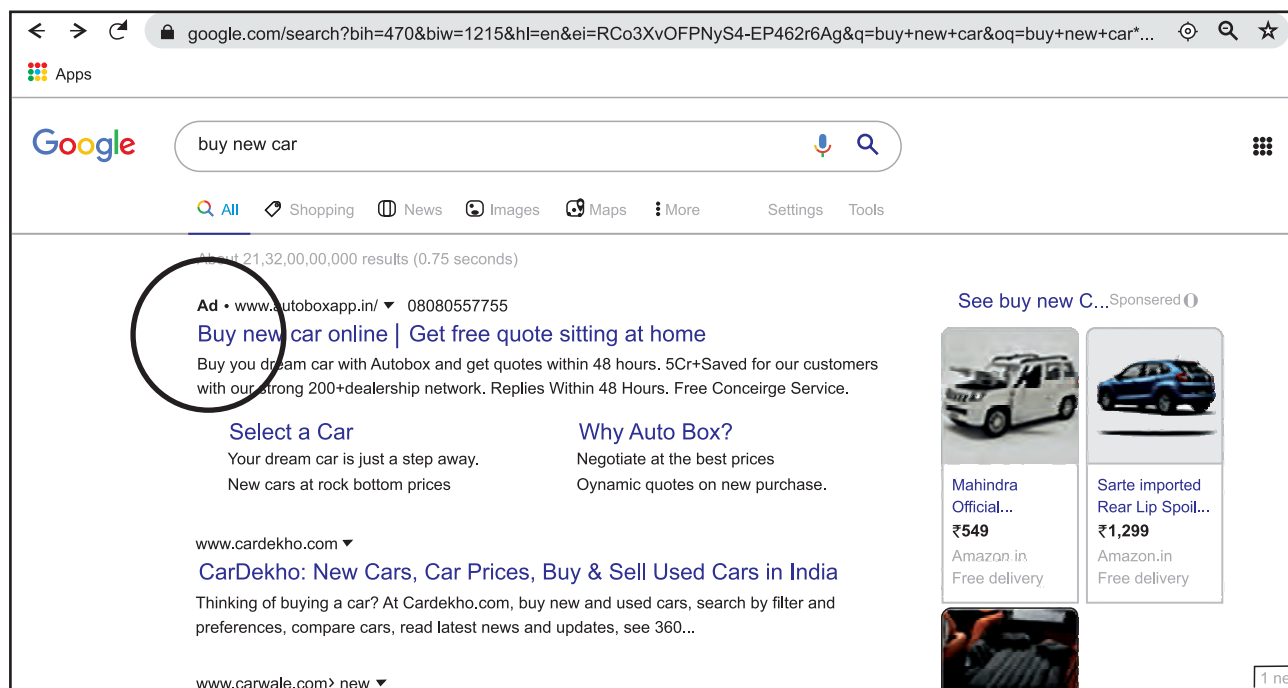 google.com/search?bih=470&biw=1215&hl=en&ei=RCo3XvOFPNyS4-EP462r6Ag&q=buy+new+car&oq=buy+new+car*...
Apps
Google
buy new car
All Shopping News Images Maps More Settings Tools
About 21,32,00,00,000 results (0.75 seconds)
Ad • www.autoboxapp.in/ 08080557755
Buy new car online | Get free quote sitting at home
Buy you dream car with Autobox and get quotes within 48 hours. 5Cr+Saved for our customers
with our strong 200+dealership network. Replies Within 48 Hours. Free Conceirge Service.
Select a Car
Your dream car is just a step away.
New cars at rock bottom prices
Why Auto Box?
Negotiate at the best prices
Oynamic quotes on new purchase.
www.cardekho.com
CarDekho: New Cars, Car Prices, Buy & Sell Used Cars in India
Thinking of buying a car? At Cardekho.com, buy new and used cars, search by filter and
preferences, compare cars, read latest news and updates, see 360...
www.carwale.com› new
See buy new C... Sponsered
Mahindra
Official...
₹549
Amazon in
Free delivery
Sarte imported
Rear Lip Spoil...
₹1,299
Amazon.in
Free delivery